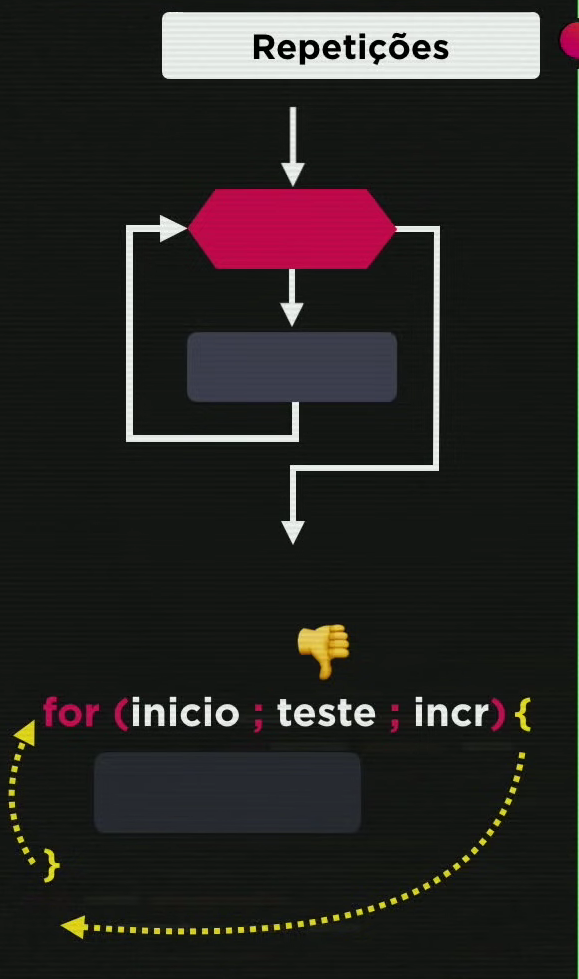 Repetições
for (inicio ; teste ; incr) {
}